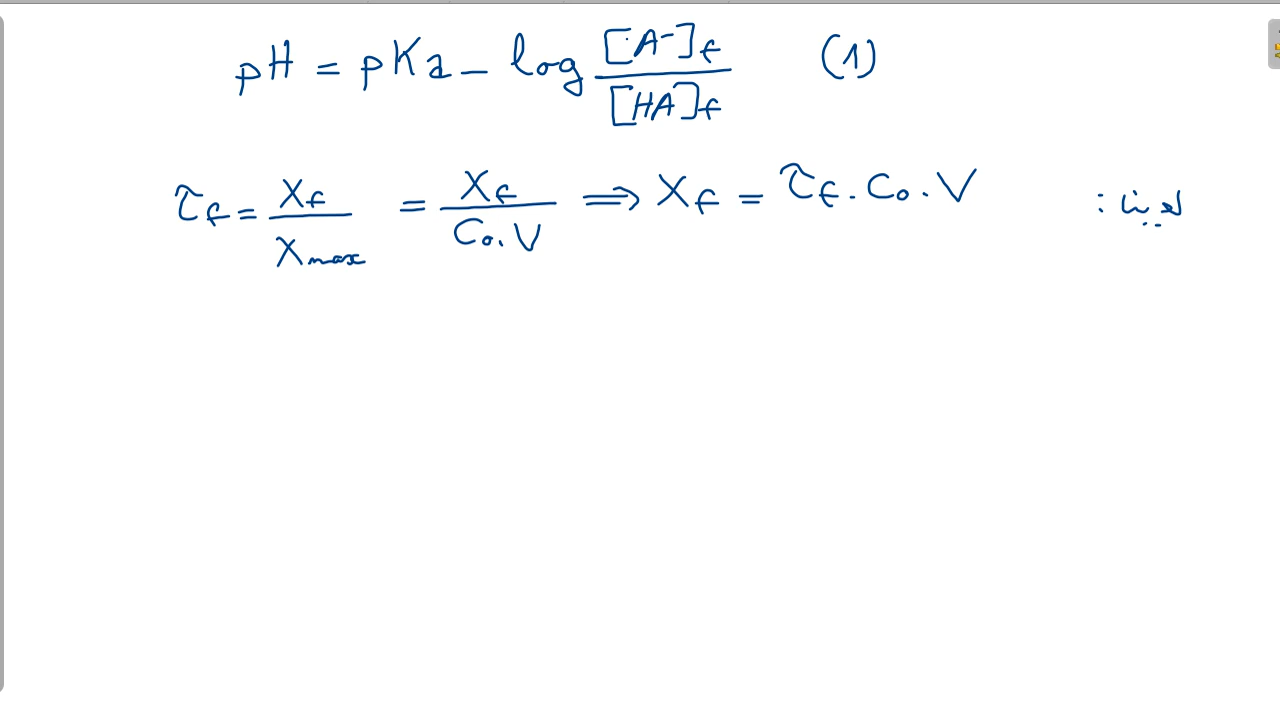 pH = pKa - log [A-]f / [HA]f (1)
لدينا : τf = Xf / Xmax = Xf / C0.V ⟹ Xf = τf . C0 . V